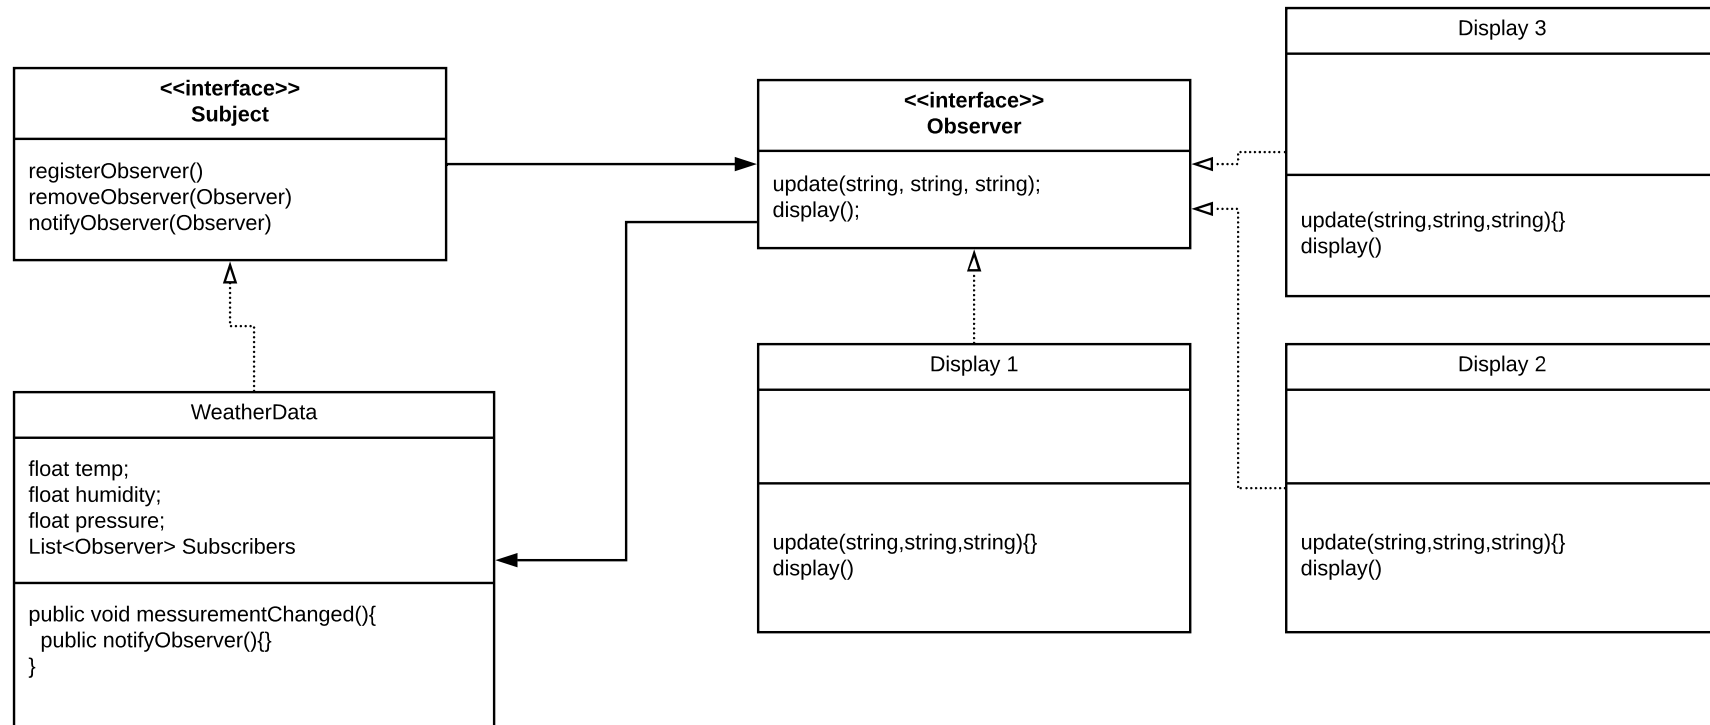 <<interface>>
Subject
registerObserver()
removeObserver(Observer)
notifyObserver(Observer)
<<interface>>
Observer
update(string, string, string);
display();
Display 3
update(string,string,string){}
display()
WeatherData
float temp;
float humidity;
float pressure;
List<Observer> Subscribers
public void messurementChanged(){
public notifyObserver(){}
}
Display 1
update(string,string,string){}
display()
Display 2
update(string,string,string){}
display()